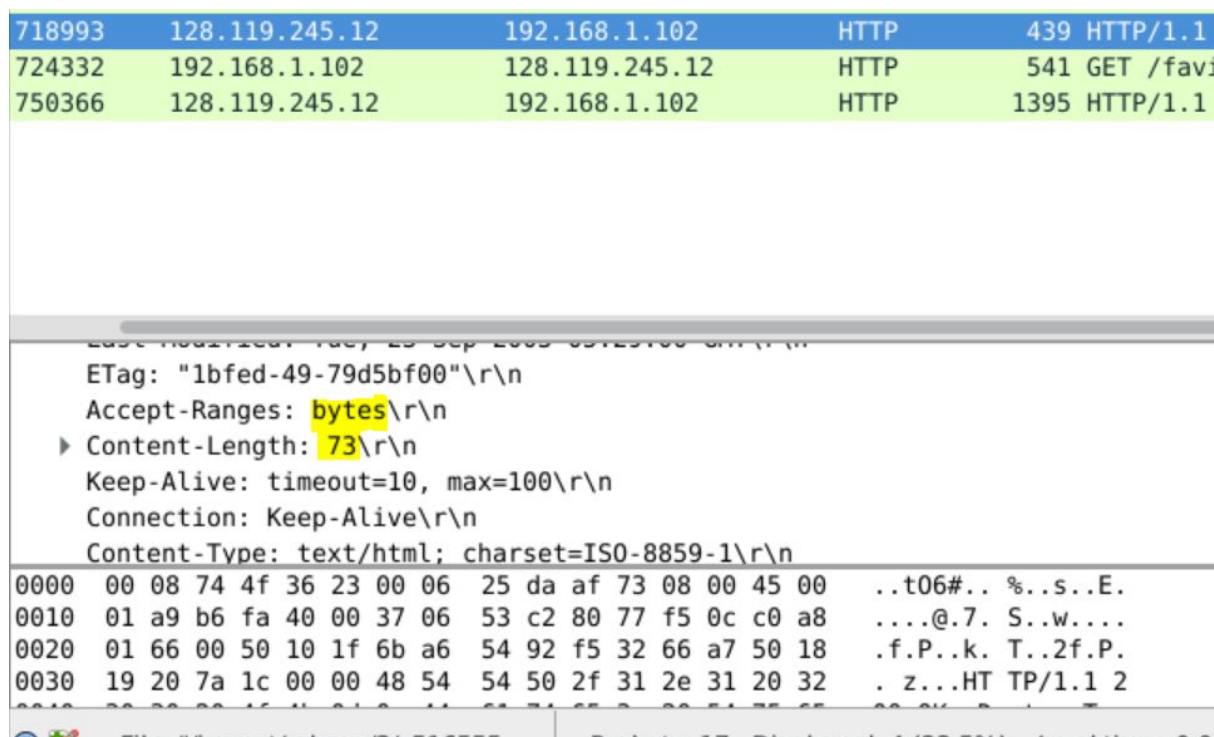 718993 128.119.245.12 192.168.1.102 HTTP 439 HTTP/1.1
724332 192.168.1.102 128.119.245.12 HTTP 541 GET /favi
750366 128.119.245.12 192.168.1.102 HTTP 1395 HTTP/1.1
ETag: "1bfed-49-79d5bf00"\r\n
Accept-Ranges: bytes\r\n
Content-Length: 73\r\n
Keep-Alive: timeout=10, max=100\r\n
Connection: Keep-Alive\r\n
Content-Type: text/html; charset=ISO-8859-1\r\n
0000 00 08 74 4f 36 23 00 06 25 da af 73 08 00 45 00 ..tO6#.. %..s..E.
0010 01 a9 b6 fa 40 00 37 06 53 c2 80 77 f5 0c c0 a8 ....@.7. S..w....
0020 01 66 00 50 10 1f 6b a6 54 92 f5 32 66 a7 50 18 .f.P..k. T..2f.P.
0030 19 20 7a 1c 00 00 48 54 54 50 2f 31 2e 31 20 32 . z...HT TP/1.1 2